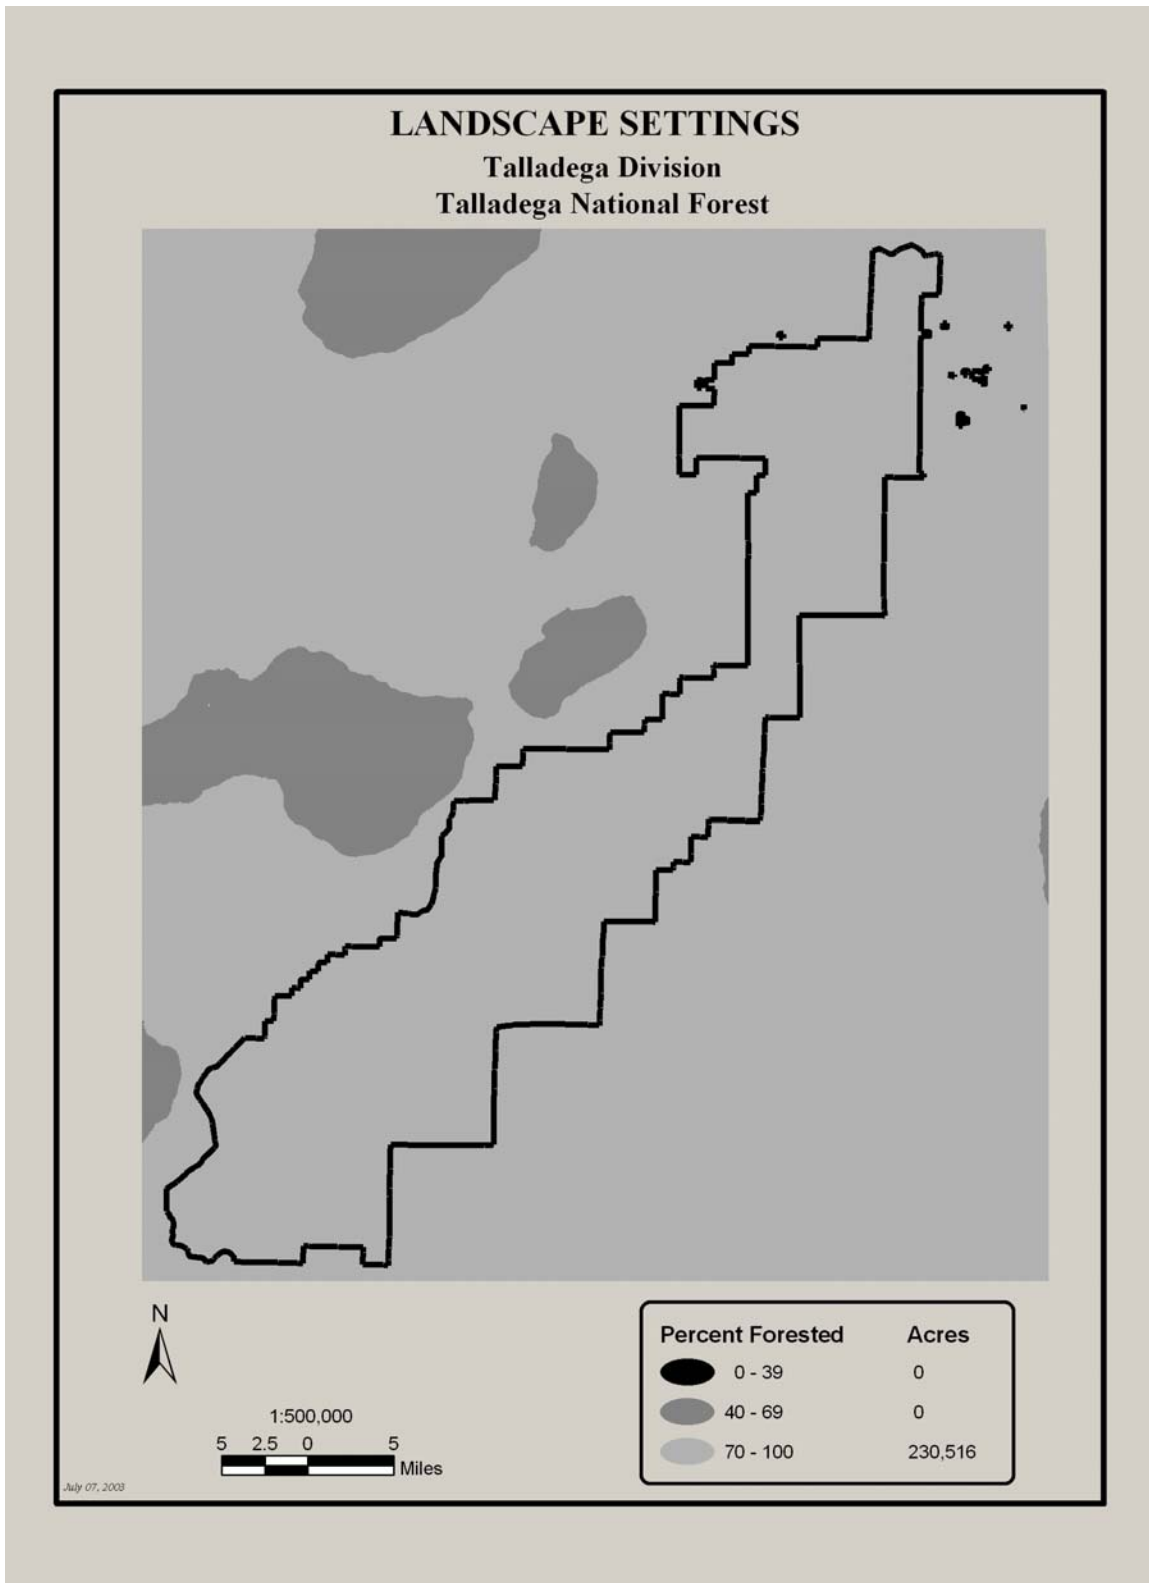 LANDSCAPE SETTINGS
Talladega Division
Talladega National Forest
N
1:500,000
5 2.5 0 5
Miles
July 07, 2003
Percent Forested Acres
0 - 39 0
40 - 69 0
70 - 100 230,516